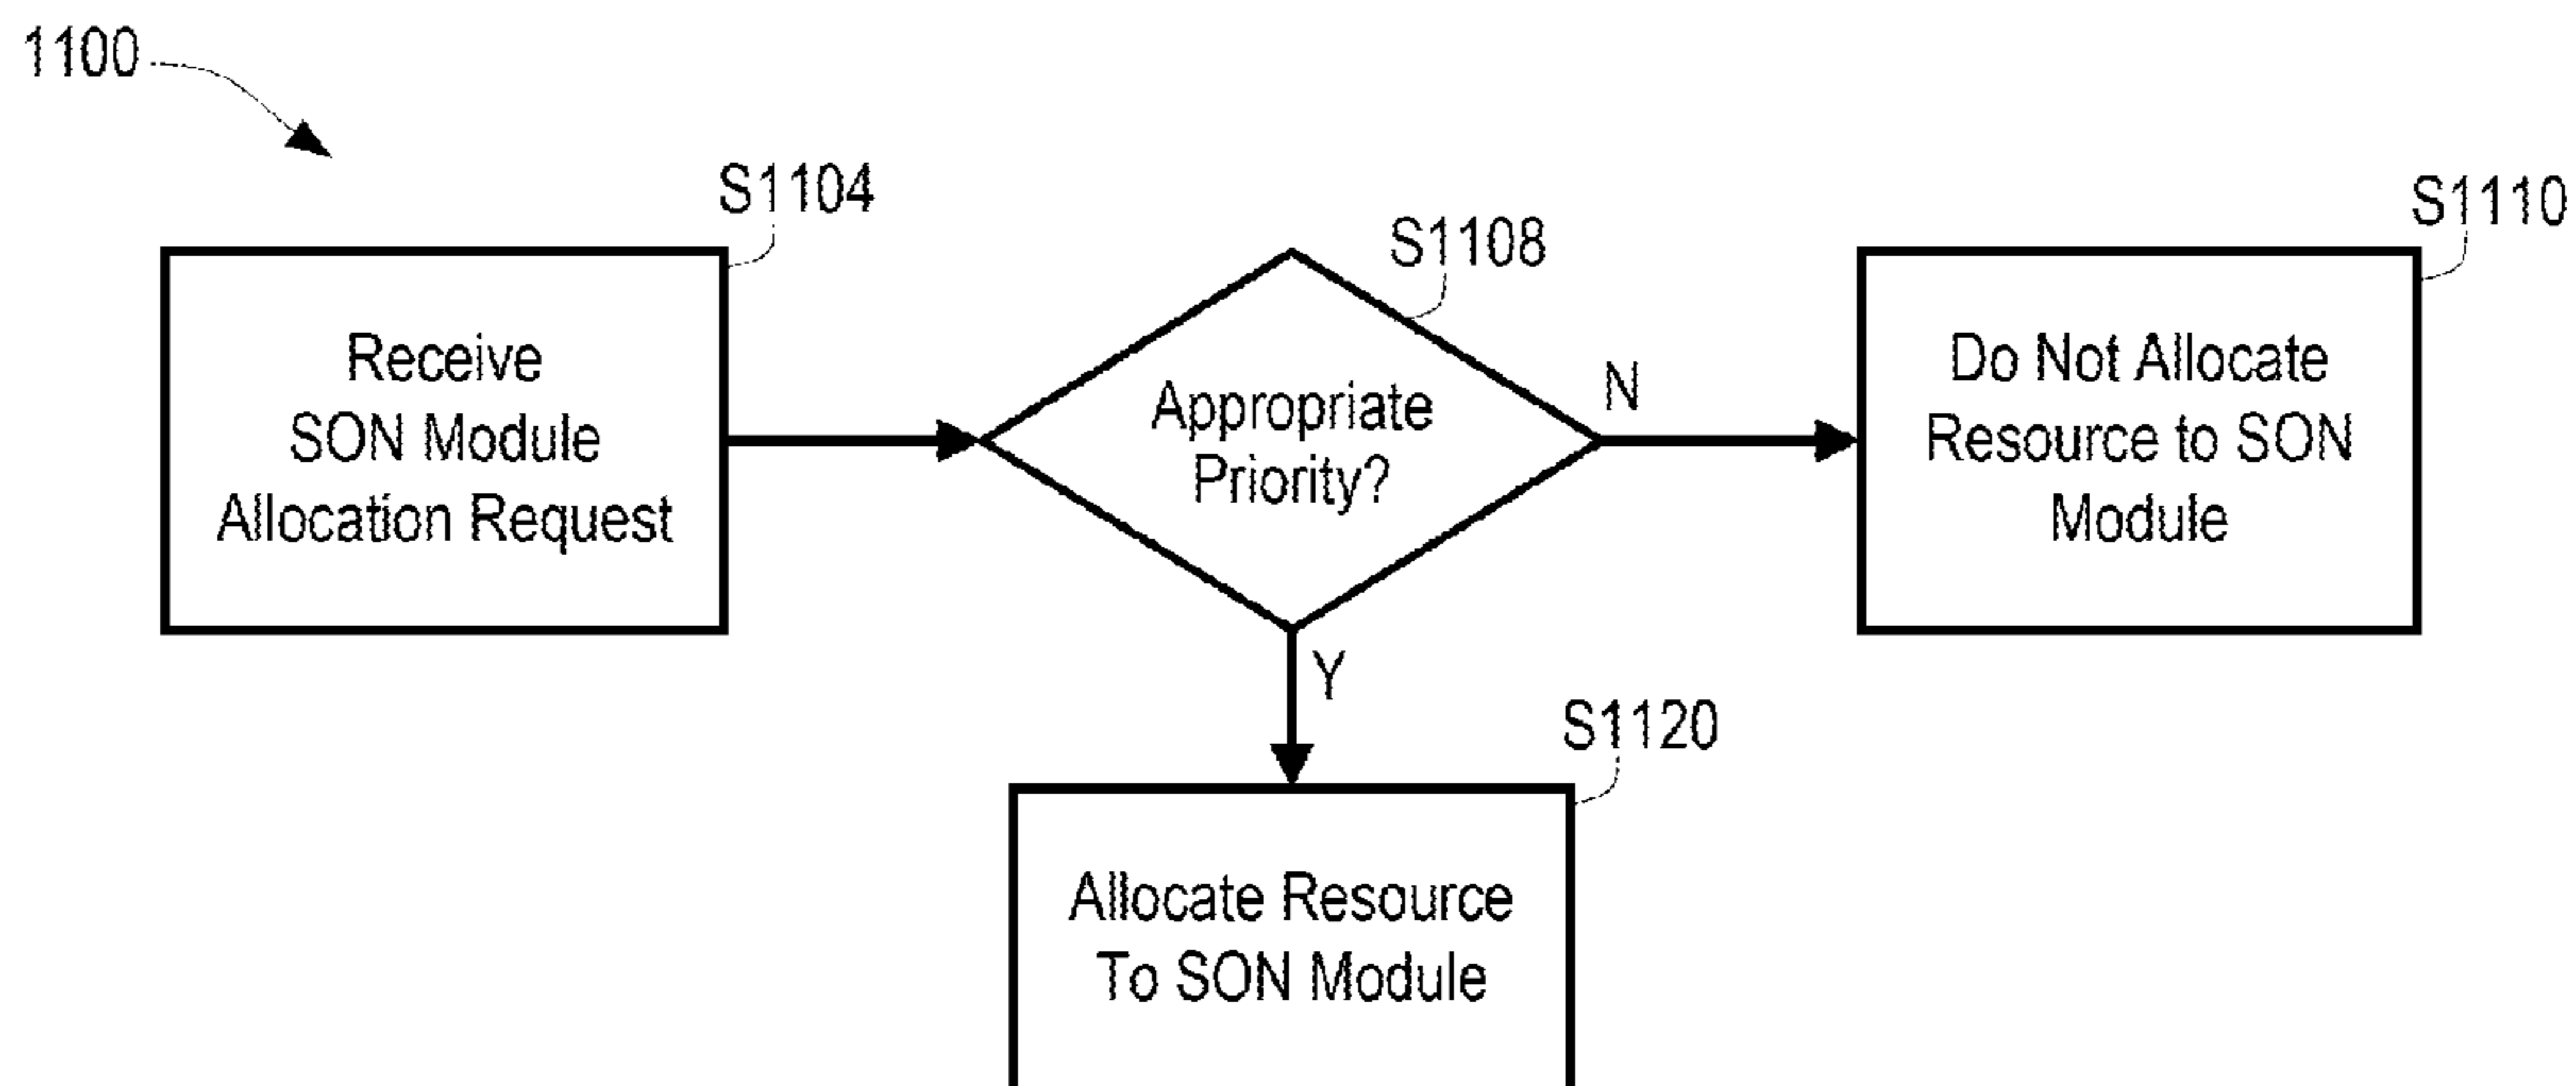 1100
S1104
Receive
SON Module
Allocation Request
S1108
Appropriate
Priority?
N
Y
S1110
Do Not Allocate
Resource to SON
Module
S1120
Allocate Resource
To SON Module